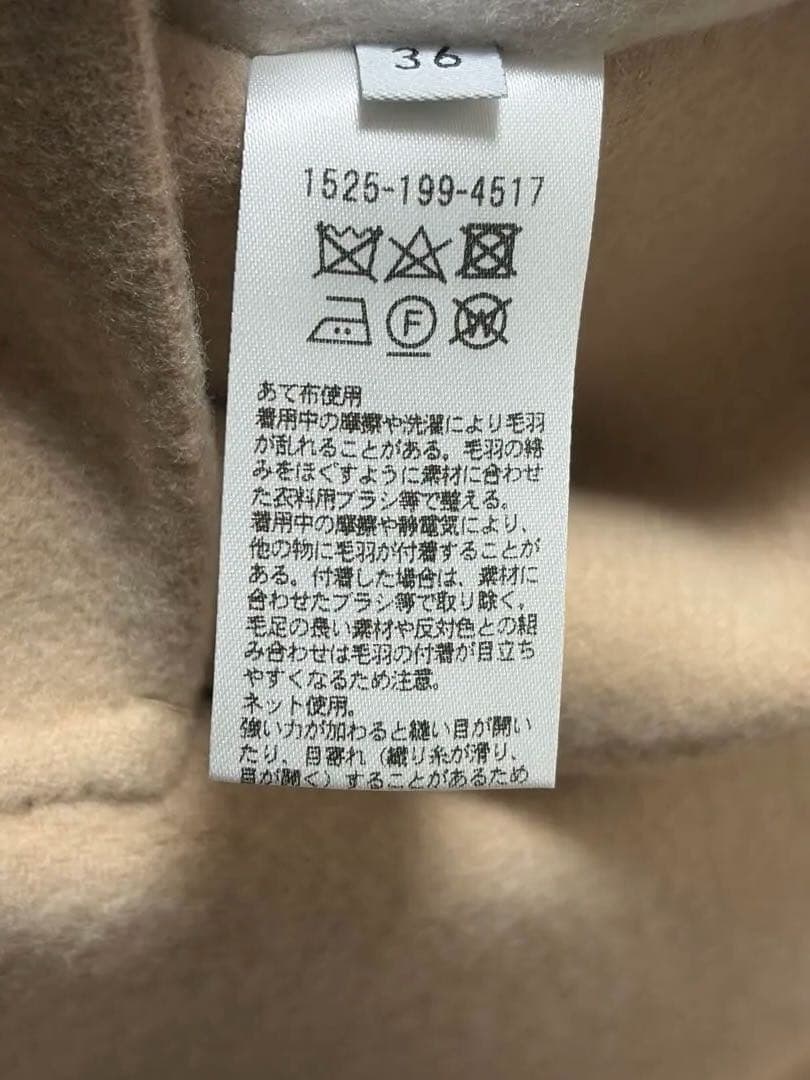 36
1525-199-4517
F W
あて布使用
着用中の摩擦や洗濯により毛羽
が乱れることがある。毛羽の絡
みをほぐすように素材に合わせ
た衣料用ブラシ等で整える。
着用中の摩擦や静電気により、
他の物に毛羽が付着することが
ある。付着した場合は、素材に
合わせたブラシ等で取り除く。
毛足の長い素材や反対色との組
み合わせは毛羽の付着が目立ち
やすくなるため注意。
ネット使用。
強い力が加わると縫い目が開い
たり、目寄れ（織り糸が滑り、
目が開く）することがあるため